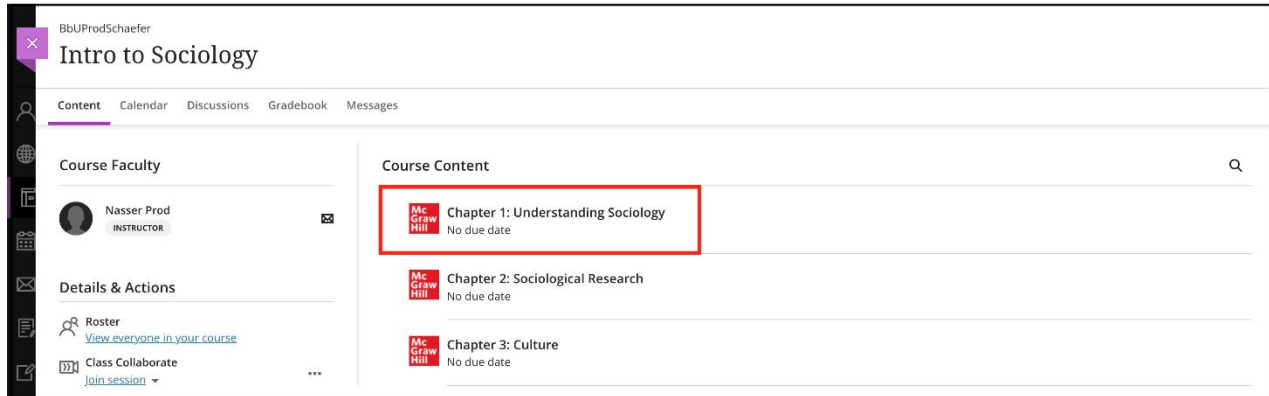 BbUProdSchaefer
Intro to Sociology
Content Calendar Discussions Gradebook Messages
Course Faculty
Nasser Prod
INSTRUCTOR
Details & Actions
Roster
View everyone in your course
Class Collaborate
Join session
Course Content
Mc
Graw
Hill
Chapter 1: Understanding Sociology
No due date
Mc
Graw
Hill
Chapter 2: Sociological Research
No due date
Mc
Graw
Hill
Chapter 3: Culture
No due date